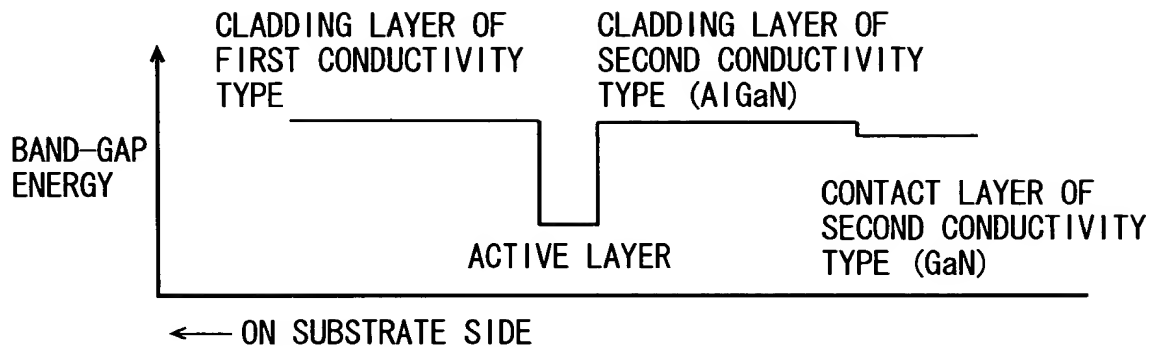 CLADDING LAYER OF
FIRST CONDUCTIVITY
TYPE
CLADDING LAYER OF
SECOND CONDUCTIVITY
TYPE (AlGaN)
BAND-GAP
ENERGY
CONTACT LAYER OF
SECOND CONDUCTIVITY
TYPE (GaN)
ACTIVE LAYER
ON SUBSTRATE SIDE